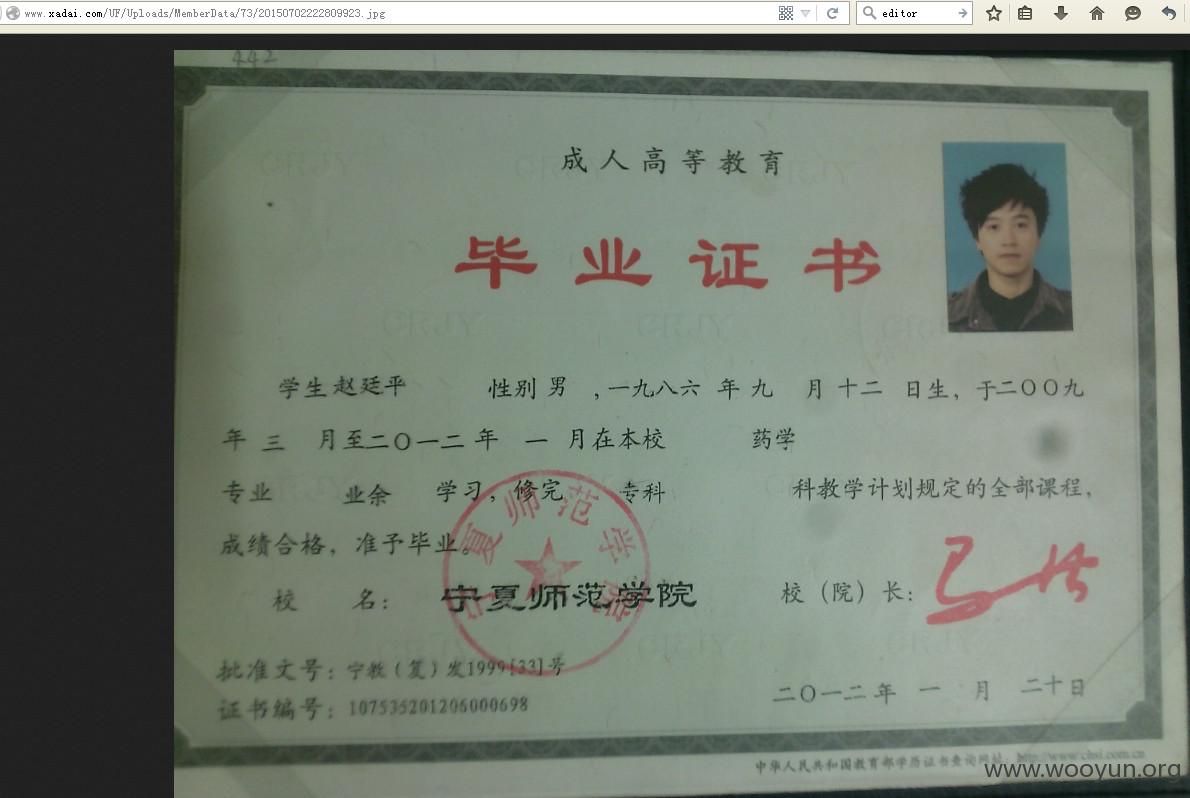 www.xadai.com/UF/Uploads/MemberData/73/20150702222809923.jpg
editor
442
成人高等教育
毕业证书
学生 赵廷平 性别 男 ，一九八六 年 九 月 十二 日生，于二〇〇九
年 三 月至二〇一二 年 一 月在本校 药学
专业 业余 学习，修完 专科 科教学计划规定的全部课程，
成绩合格，准予毕业。
宁夏师范学院
校 名： 宁夏师范学院 校（院）长：
批准文号：宁教（复）发1999[33]号
二〇一二 年 一 月 二十日
证书编号：107535201206000698
中华人民共和国教育部学历证书查询网址：http://www.chsi.com.cn
www.wooyun.org